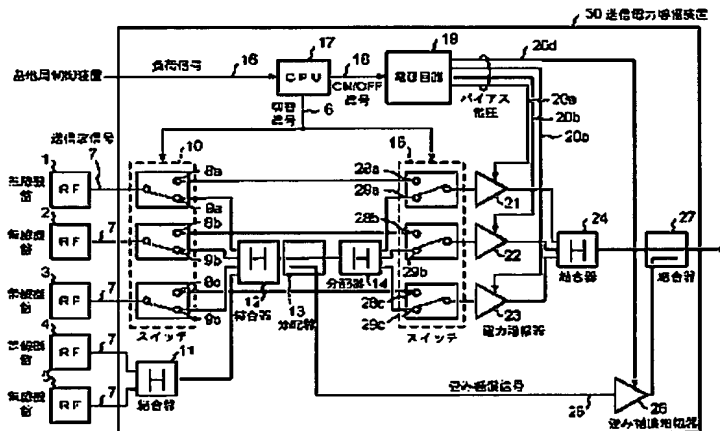 50 送信電力増幅装置
17
19
20d
基地局制御装置
負荷信号
16
CPU
18
ON/OFF
信号
電源回路
バイアス
電圧
20a
20b
20c
切替
信号
6
送信波信号
10
15
1
7
無線装置
RF
8a
9a
28a
29a
21
2
7
無線装置
RF
8b
9b
28b
29b
22
24
27
H
結合器
結合器
3
7
無線装置
RF
8c
9c
スイッチ
H
12
結合器
13
分配器
H
分配器
14
28c
29c
スイッチ
23
電力増幅器
4
7
無線装置
RF
11
H
結合器
5
7
無線装置
RF
歪み補償信号
25
26
歪み補償増幅器